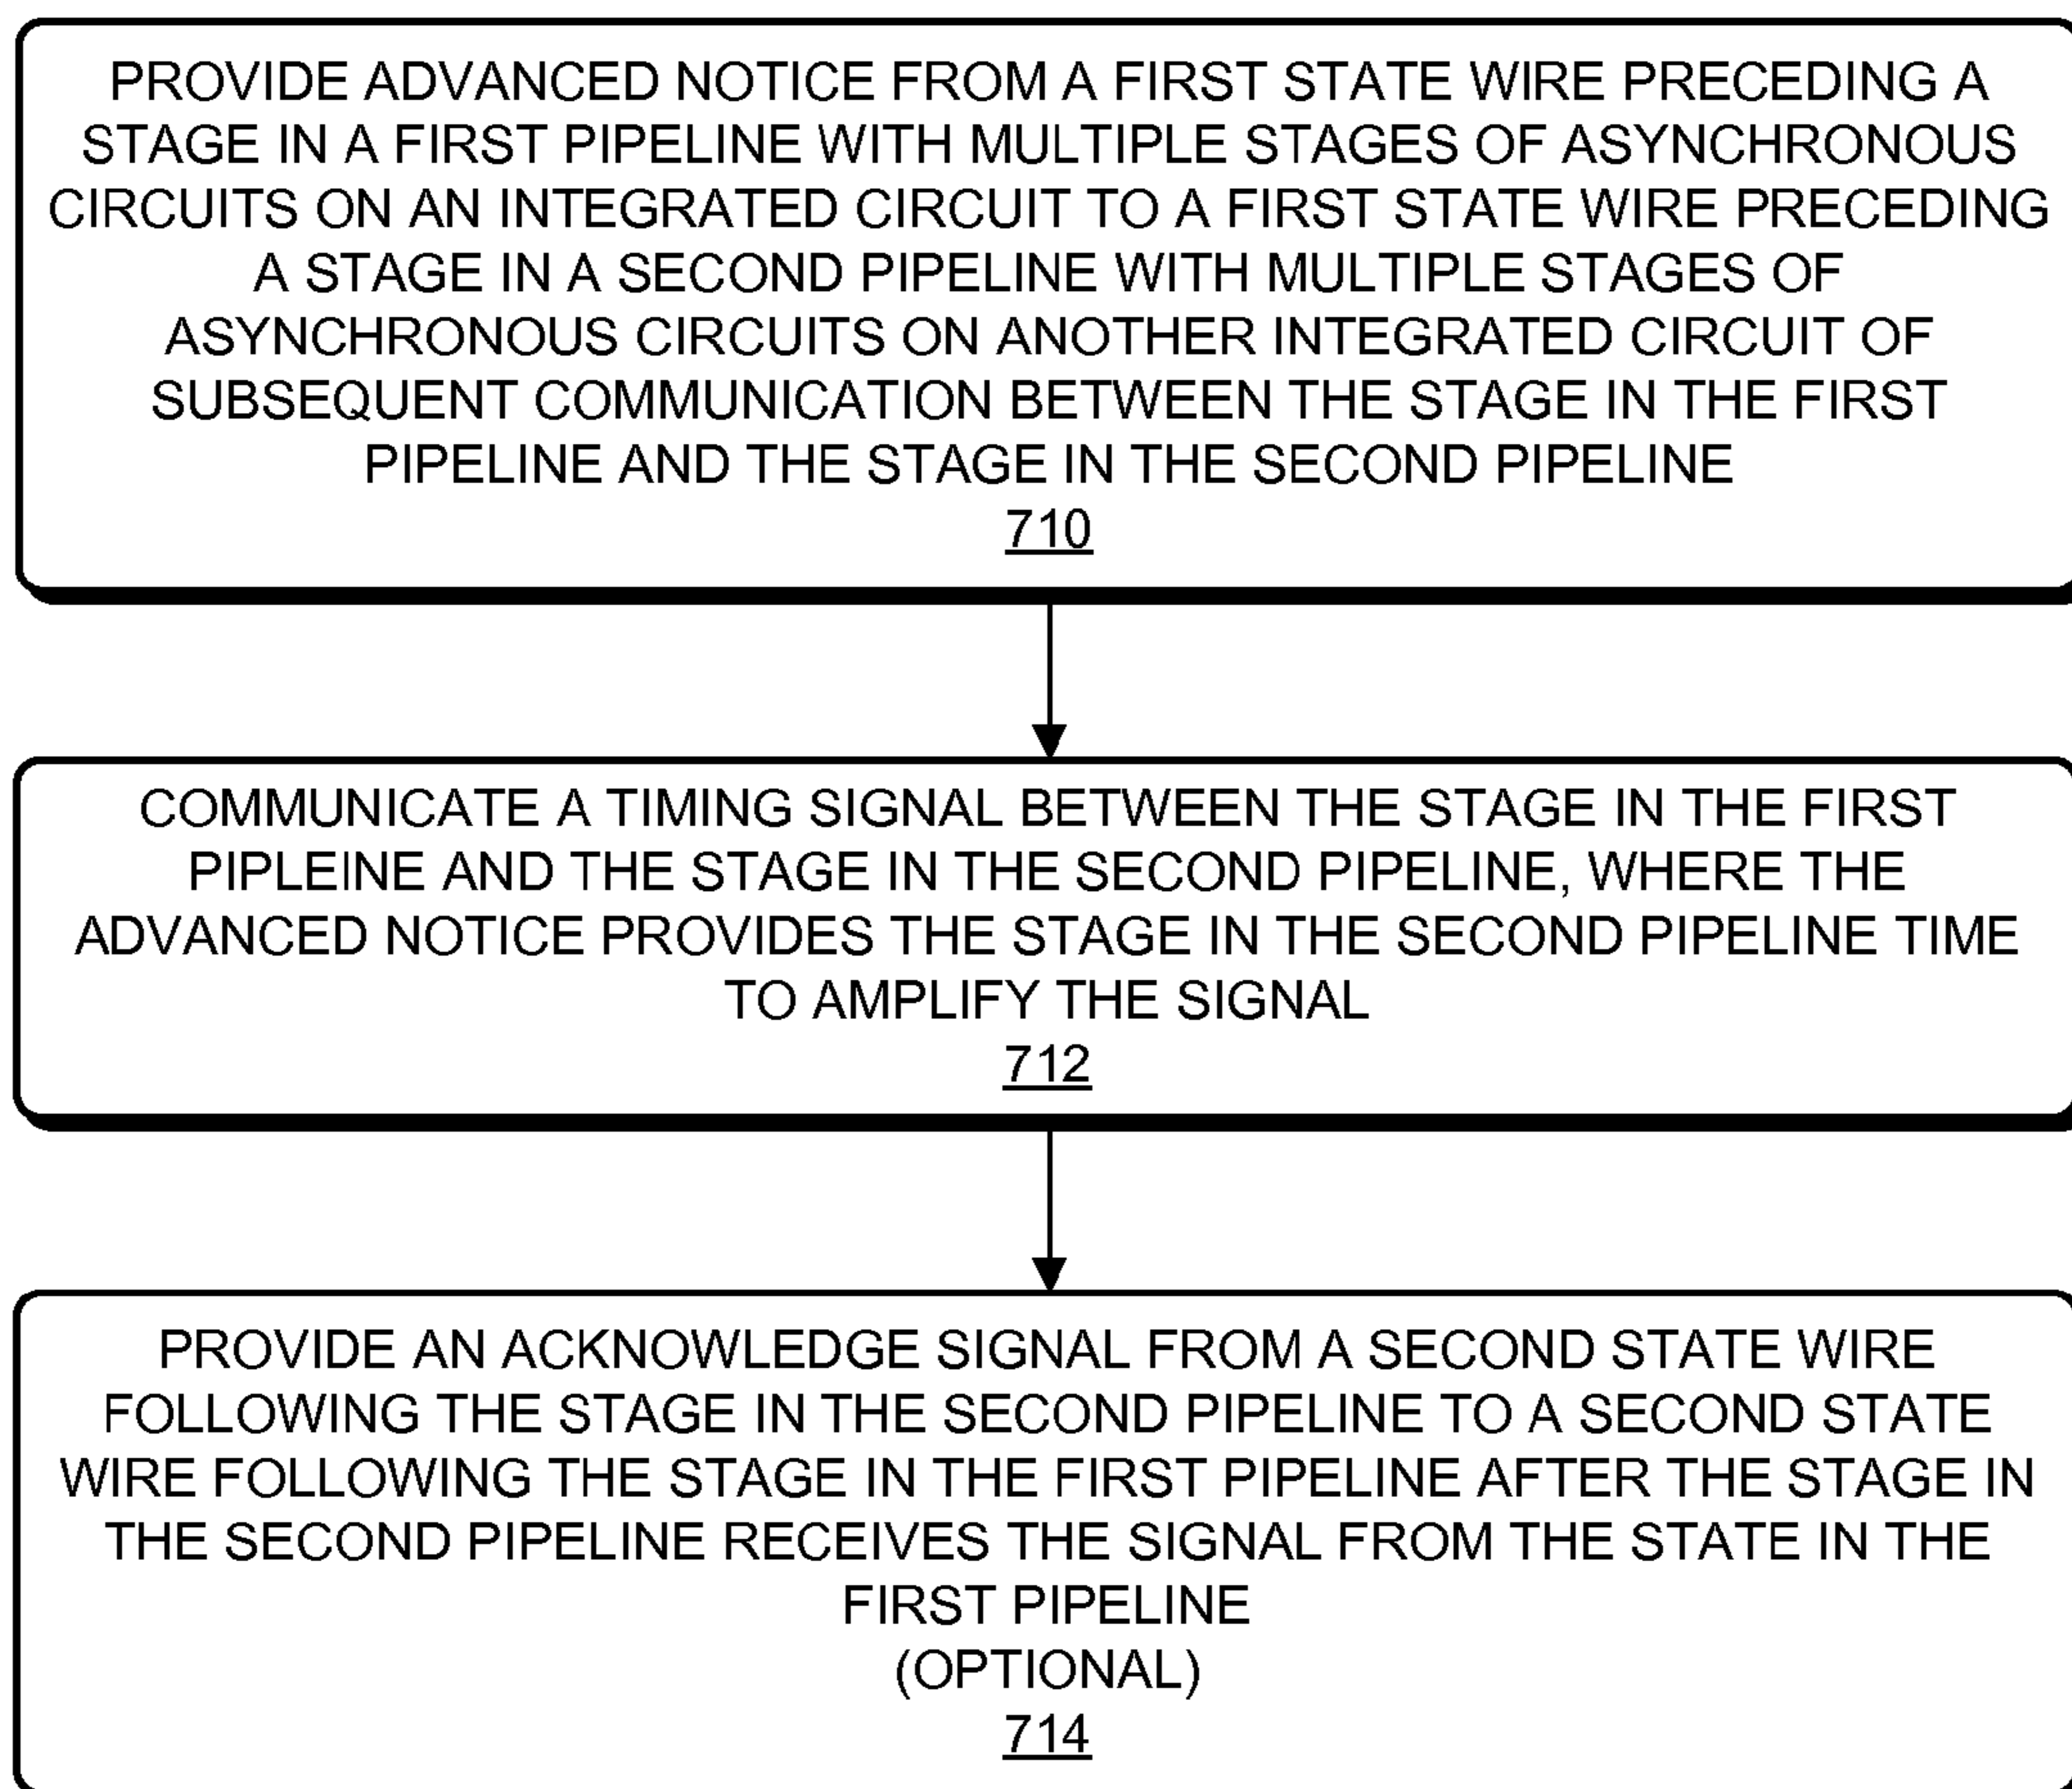 PROVIDE ADVANCED NOTICE FROM A FIRST STATE WIRE PRECEDING A
STAGE IN A FIRST PIPELINE WITH MULTIPLE STAGES OF ASYNCHRONOUS
CIRCUITS ON AN INTEGRATED CIRCUIT TO A FIRST STATE WIRE PRECEDING
A STAGE IN A SECOND PIPELINE WITH MULTIPLE STAGES OF
ASYNCHRONOUS CIRCUITS ON ANOTHER INTEGRATED CIRCUIT OF
SUBSEQUENT COMMUNICATION BETWEEN THE STAGE IN THE FIRST
PIPELINE AND THE STAGE IN THE SECOND PIPELINE
710
COMMUNICATE A TIMING SIGNAL BETWEEN THE STAGE IN THE FIRST
PIPLEINE AND THE STAGE IN THE SECOND PIPELINE, WHERE THE
ADVANCED NOTICE PROVIDES THE STAGE IN THE SECOND PIPELINE TIME
TO AMPLIFY THE SIGNAL
712
PROVIDE AN ACKNOWLEDGE SIGNAL FROM A SECOND STATE WIRE
FOLLOWING THE STAGE IN THE SECOND PIPELINE TO A SECOND STATE
WIRE FOLLOWING THE STAGE IN THE FIRST PIPELINE AFTER THE STAGE IN
THE SECOND PIPELINE RECEIVES THE SIGNAL FROM THE STATE IN THE
FIRST PIPELINE
(OPTIONAL)
714